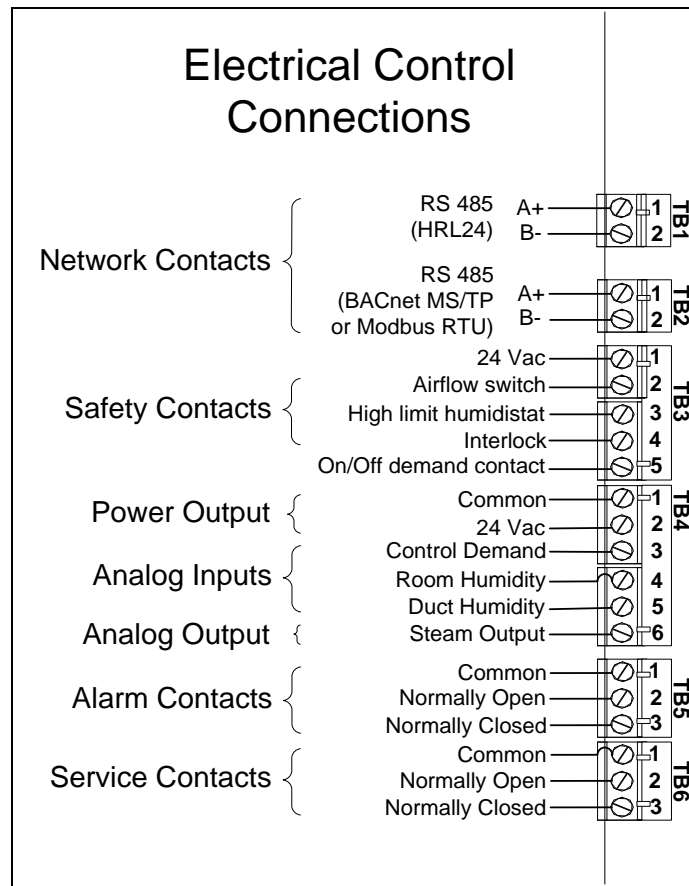 Electrical Control
Connections
Network Contacts
RS 485
(HRL24)
A+
B-
1
2
TB1
RS 485
(BACnet MS/TP
or Modbus RTU)
A+
B-
1
2
TB2
Safety Contacts
24 Vac
1
Airflow switch
2
High limit humidistat
3
Interlock
4
On/Off demand contact
5
TB3
Power Output
Common
1
24 Vac
2
Analog Inputs
Control Demand
3
Room Humidity
4
Duct Humidity
5
Analog Output
Steam Output
6
TB4
Alarm Contacts
Common
1
Normally Open
2
Normally Closed
3
TB5
Service Contacts
Common
1
Normally Open
2
Normally Closed
3
TB6